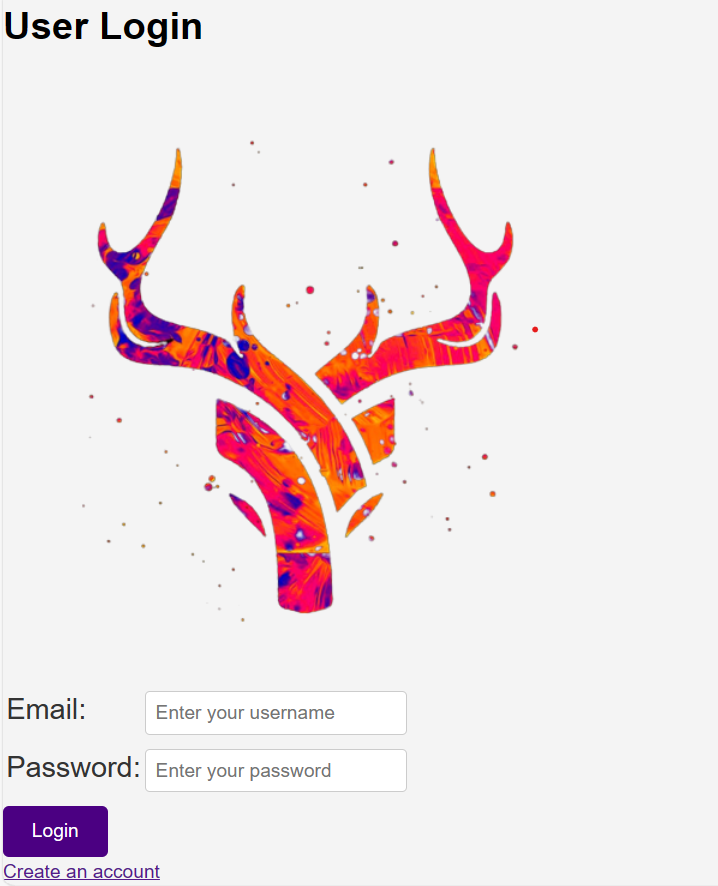 User Login
Email: Enter your username
Password: Enter your password
Login
Create an account